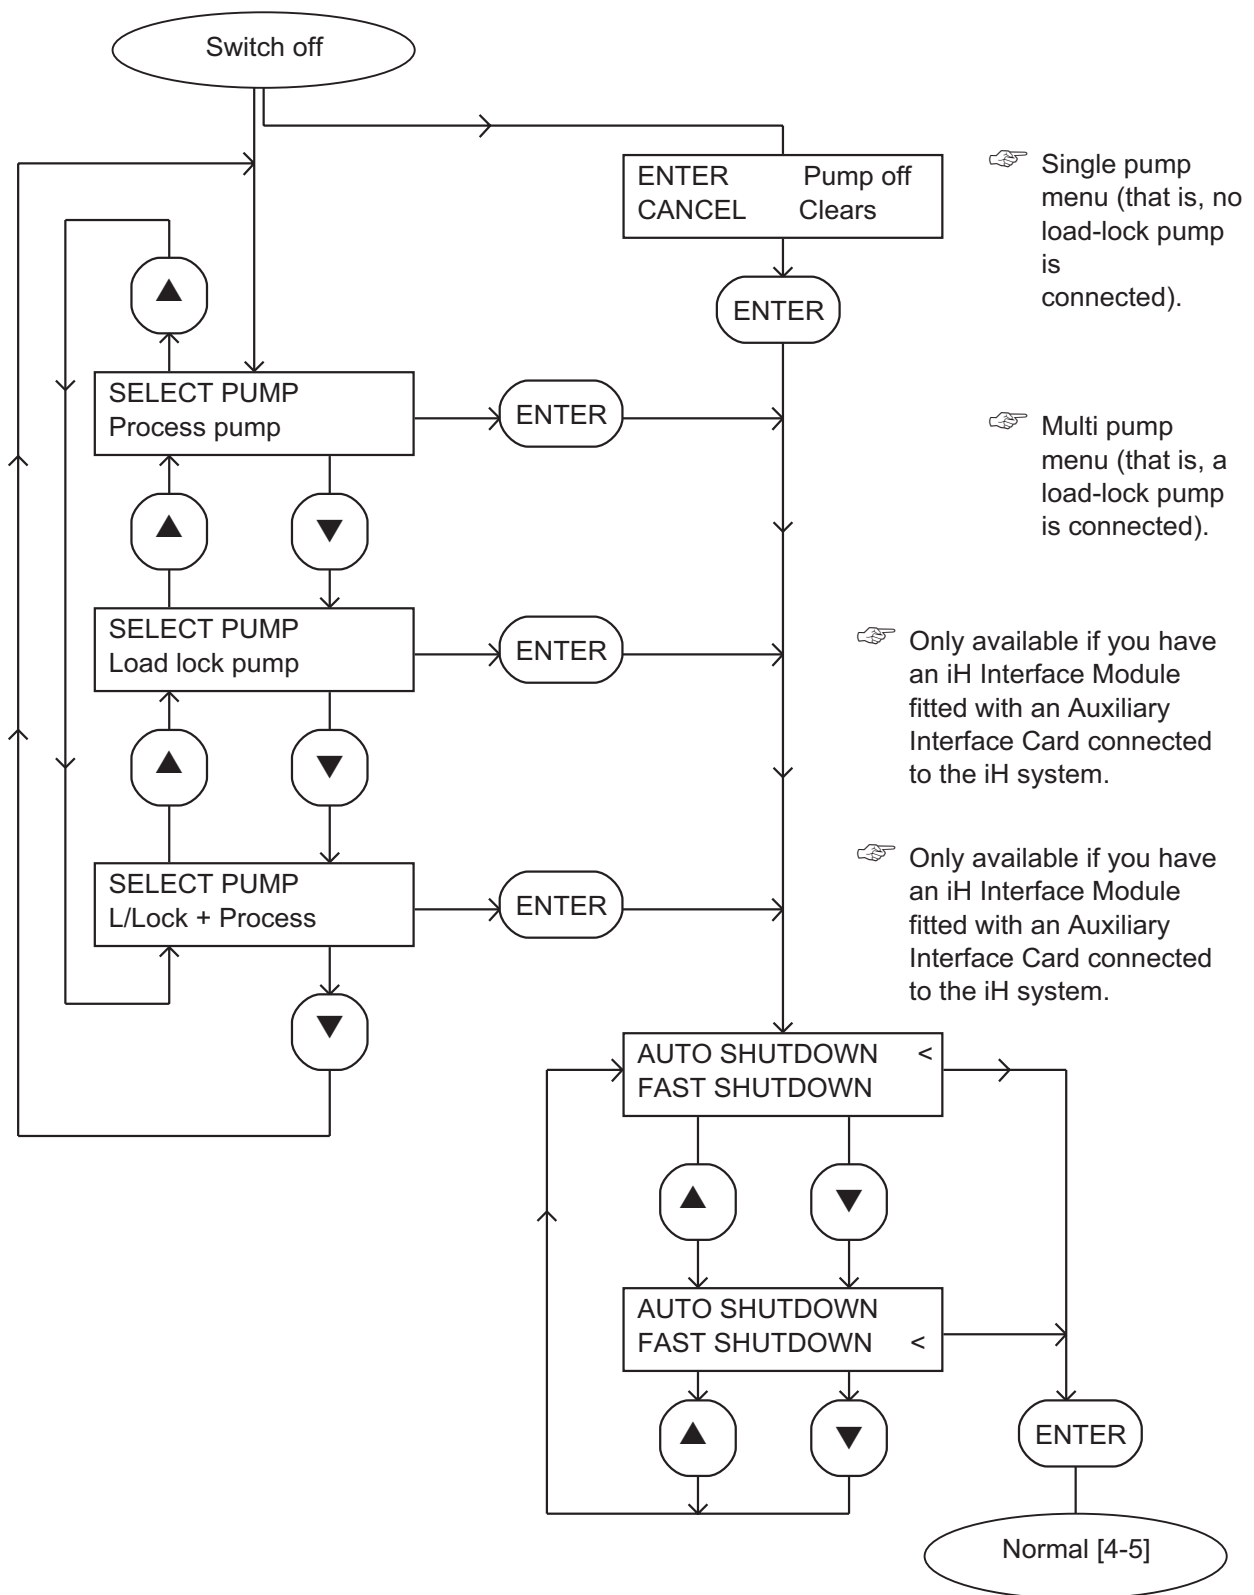 Switch off
ENTER Pump off
CANCEL Clears
☞ Single pump
menu (that is, no
load-lock pump
is
connected).
ENTER
SELECT PUMP
Process pump
ENTER
☞ Multi pump
menu (that is, a
load-lock pump
is connected).
SELECT PUMP
Load lock pump
ENTER
☞ Only available if you have
an iH Interface Module
fitted with an Auxiliary
Interface Card connected
to the iH system.
SELECT PUMP
L/Lock + Process
ENTER
☞ Only available if you have
an iH Interface Module
fitted with an Auxiliary
Interface Card connected
to the iH system.
AUTO SHUTDOWN <
FAST SHUTDOWN
AUTO SHUTDOWN
FAST SHUTDOWN <
ENTER
Normal [4-5]